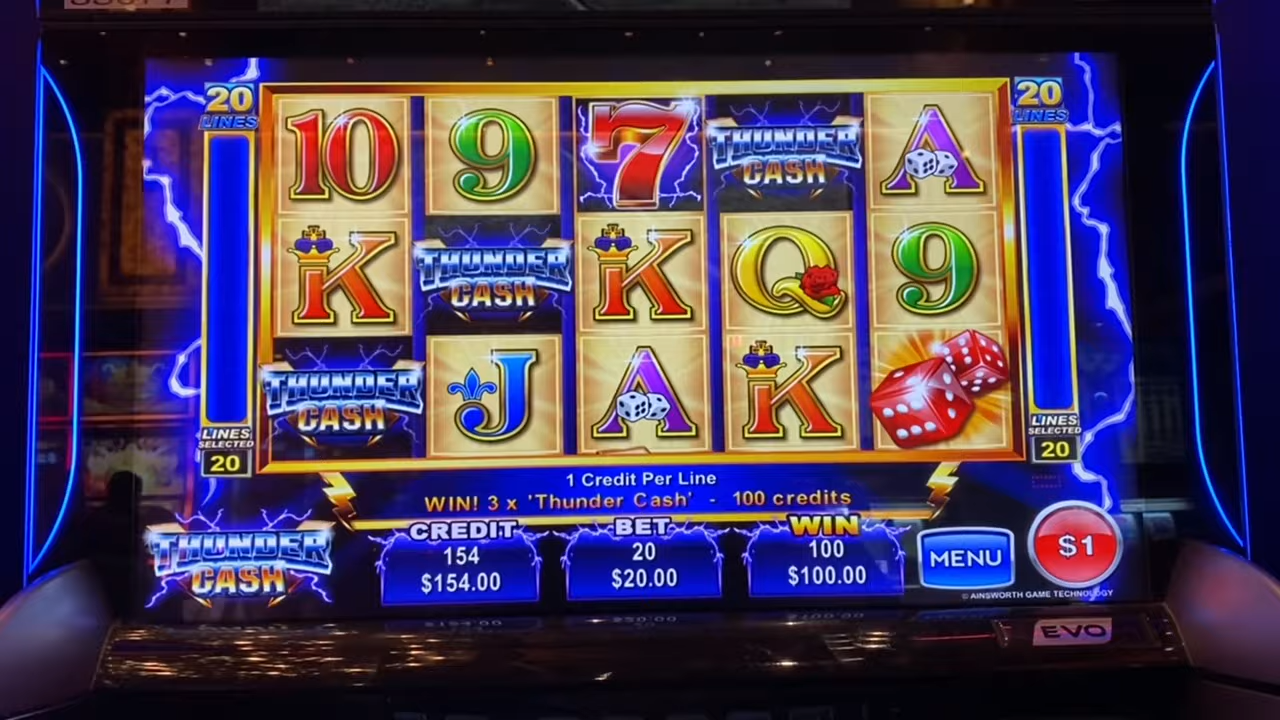 20 LINES
20 LINES
10 9 7 THUNDER CASH A
K THUNDER CASH K Q 9
THUNDER CASH J A K
LINES SELECTED 20
LINES SELECTED 20
1 Credit Per Line
WIN! 3 x 'Thunder Cash' - 100 credits
THUNDER CASH
CREDIT
154
$154.00
BET
20
$20.00
WIN
100
$100.00
MENU
$1
© AINSWORTH GAME TECHNOLOGY
EVO